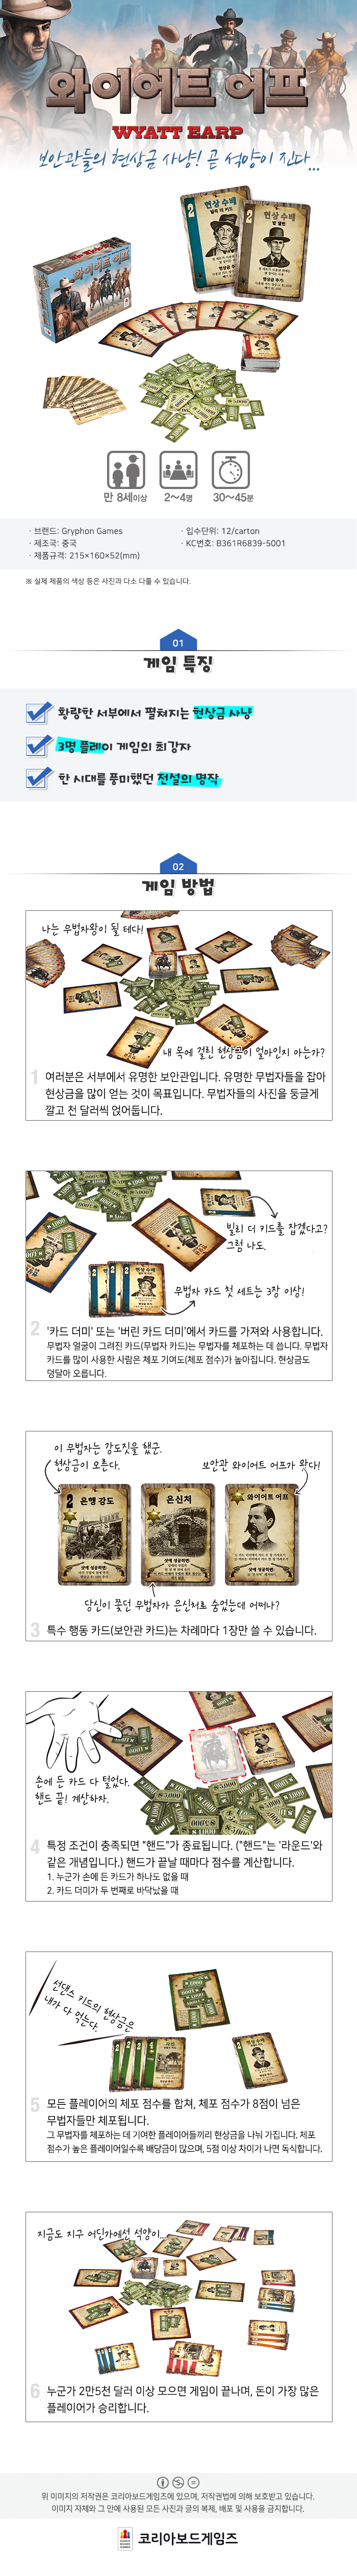 와이어트 어프
WYATT EARP
보안관들의 현상금 사냥! 곧 석양이 진다...
현상 수배
현상 수배
와이어트 어프
만 8세이상
2~4명
30~45분
· 브랜드: Gryphon Games
· 제조국: 중국
· 제품규격: 215×160×52(mm)
· 입수단위: 12/carton
· KC번호: B361R6839-5001
※ 실제 제품의 색상 등은 사진과 다소 다를 수 있습니다.
01
게임 특징
황량한 서부에서 펼쳐지는 현상금 사냥
3명 플레이 게임의 최강자
한 시대를 풍미했던 전설의 명작
02
게임 방법
나는 무법자왕이 될 테다!
내 목에 걸린 현상금이 얼마인지 아는가?
1 여러분은 서부에서 유명한 보안관입니다. 유명한 무법자들을 잡아
현상금을 많이 얻는 것이 목표입니다. 무법자들의 사진을 둥글게
깔고 천 달러씩 얹어둡니다.
빌리 더 키드를 잡겠다고?
그럼 나도.
무법자 카드 첫 세트는 3장 이상!
2 '카드 더미' 또는 '버린 카드 더미'에서 카드를 가져와 사용합니다.
무법자 얼굴이 그려진 카드(무법자 카드)는 무법자를 체포하는 데 씁니다. 무법자
카드를 많이 사용한 사람은 체포 기여도(체포 점수)가 높아집니다. 현상금도
덩달아 오릅니다.
이 무법자는 강도짓을 했군.
현상금이 오른다.
보안관 와이어트 어프가 왔다!
2 은행 강도
은신처
와이어트 어프
당신이 쫓던 무법자가 은신처로 숨었는데 어쩌나?
3 특수 행동 카드(보안관 카드)는 차례마다 1장만 쓸 수 있습니다.
손에 든 카드 다 털었다.
핸드 끝! 계산하자.
4 특정 조건이 충족되면 "핸드"가 종료됩니다. ("핸드"는 '라운드'와
같은 개념입니다.) 핸드가 끝날 때마다 점수를 계산합니다.
1. 누군가 손에 든 카드가 하나도 없을 때
2. 카드 더미가 두 번째로 바닥났을 때
선댄스 키드의 현상금은
내가 다 먹는다.
5 모든 플레이어의 체포 점수를 합쳐, 체포 점수가 8점이 넘은
무법자들만 체포됩니다.
그 무법자를 체포하는 데 기여한 플레이어들끼리 현상금을 나눠 가집니다. 체포
점수가 높은 플레이어일수록 배당금이 많으며, 5점 이상 차이가 나면 독식합니다.
지금도 지구 어딘가에선 석양이...
6 누군가 2만5천 달러 이상 모으면 게임이 끝나며, 돈이 가장 많은
플레이어가 승리합니다.
위 이미지의 저작권은 코리아보드게임즈에 있으며, 저작권법에 의해 보호받고 있습니다.
이미지 자체와 그 안에 사용된 모든 사진과 글의 복제, 배포 및 사용을 금지합니다.
코리아보드게임즈